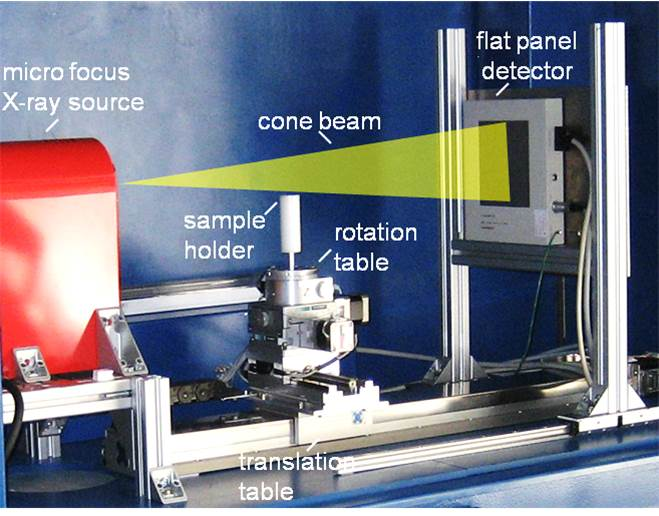 micro focus
X-ray source
flat panel
detector
cone beam
sample
holder
rotation
table
translation
table